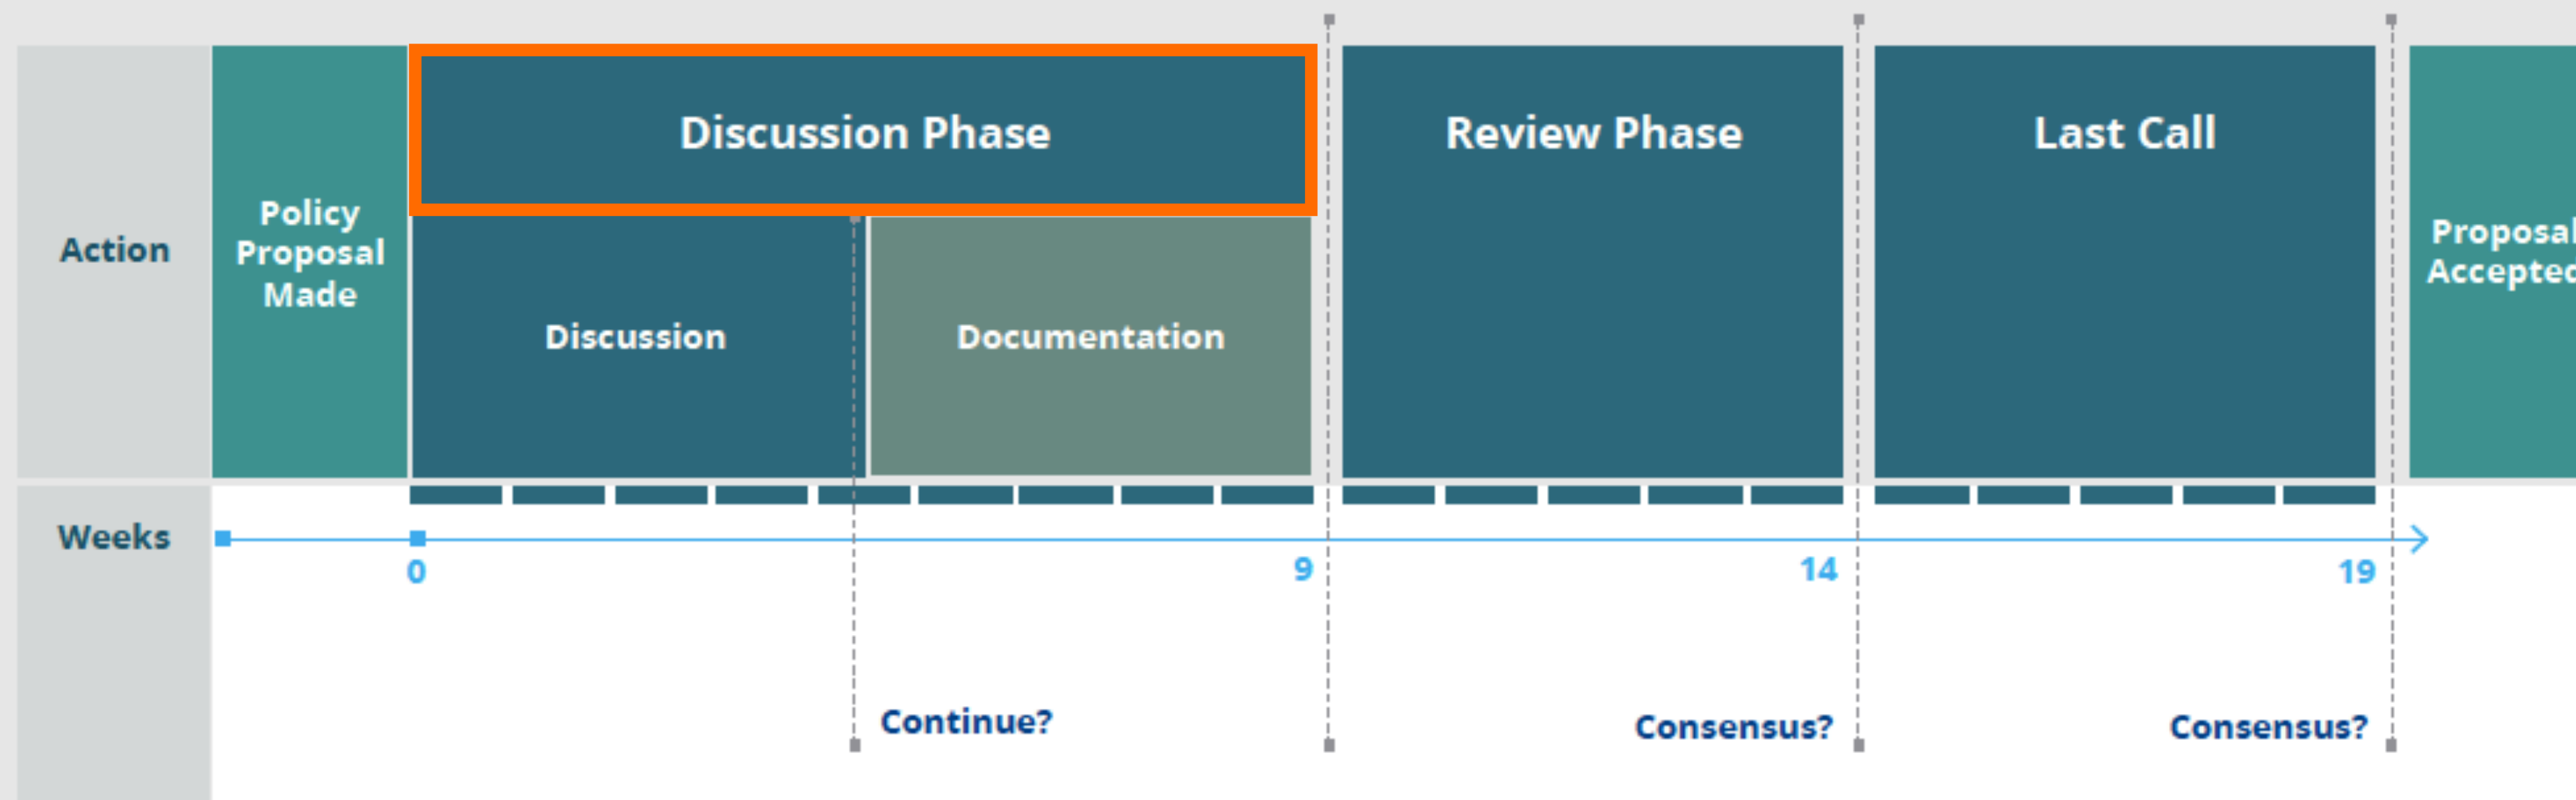 Action
Policy
Proposal
Made
Discussion Phase
Discussion
Documentation
Review Phase
Last Call
Proposal
Accepted
Weeks
0
9
14
19
Continue?
Consensus?
Consensus?